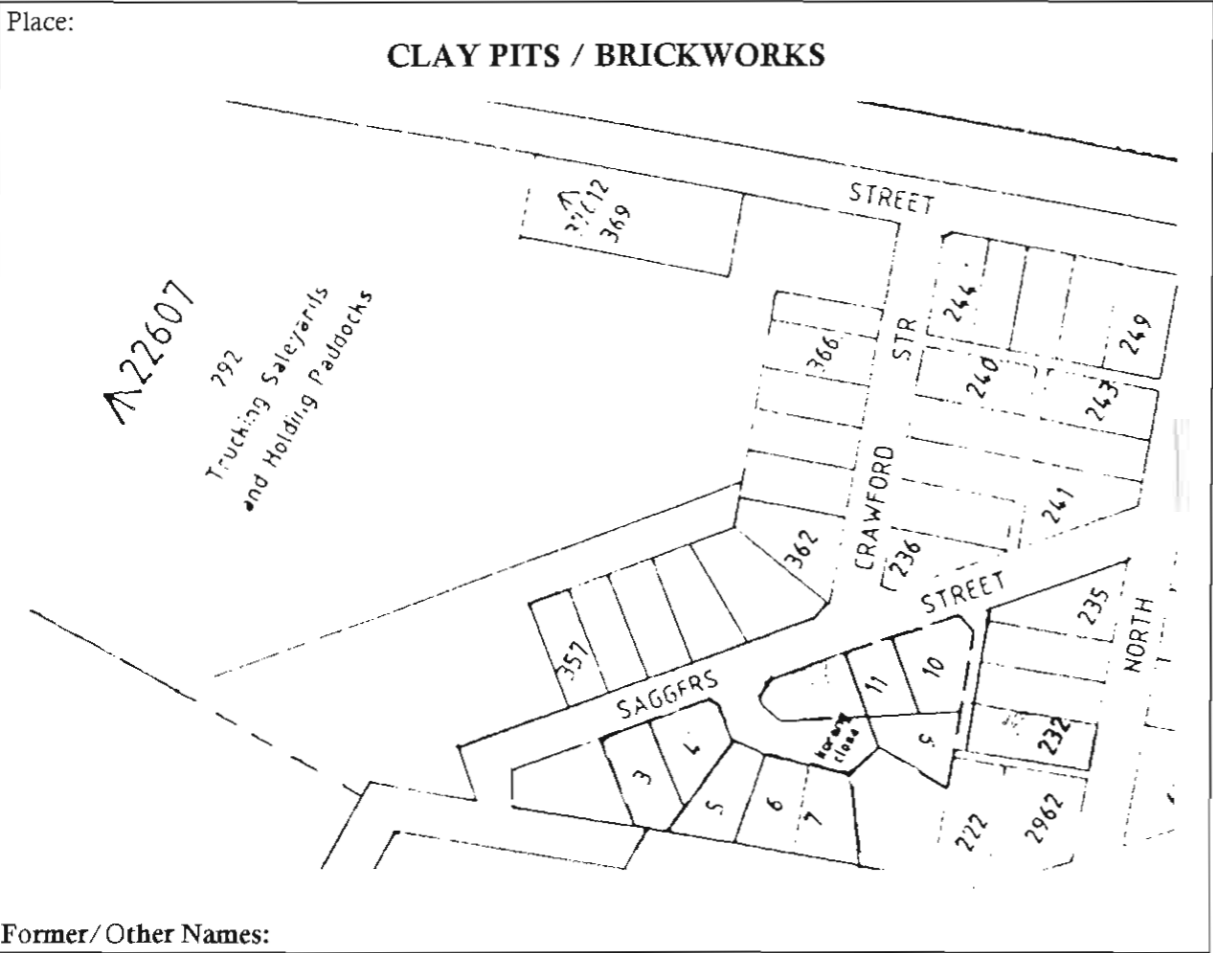 Place:
CLAY PITS / BRICKWORKS
STREET
369
22607
792
Trucking Saleyards
and Holding Paddocks
244
249
STR
366
240
243
CRAWFORD
241
362
236
STREET
235
NORTH
357
SAGGERS
11
10
232
3
4
5
6
7
222
2962
close
Former/Other Names: